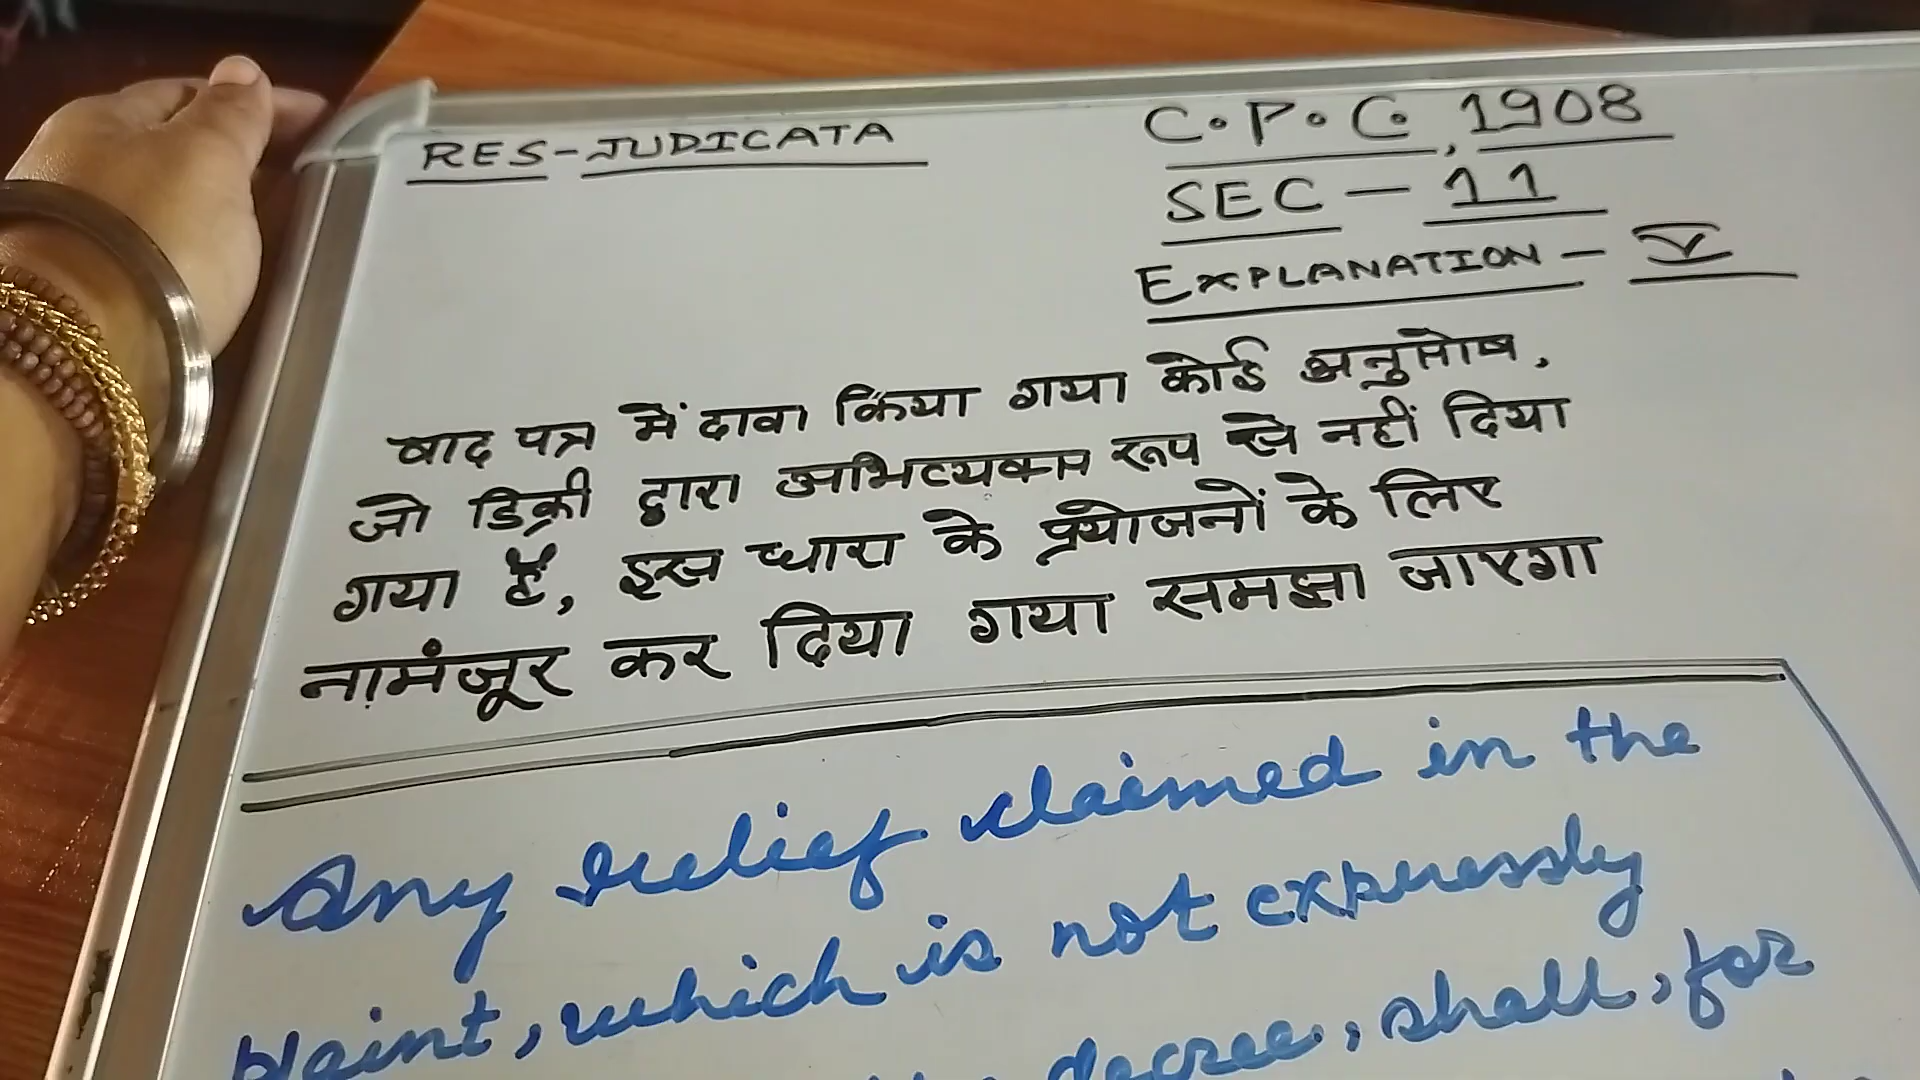 RES-JUDICATA
C.P.C., 1908
SEC - 11
EXPLANATION - V
वाद पत्र में दावा किया गया कोई अनुतोष,
जो डिक्री द्वारा अभिव्यक्त रूप से नहीं दिया
गया है, इस धारा के प्रयोजनों के लिए
नामंजूर कर दिया गया समझा जाएगा
Any relief claimed in the
plaint, which is not expressly
decree, shall, for